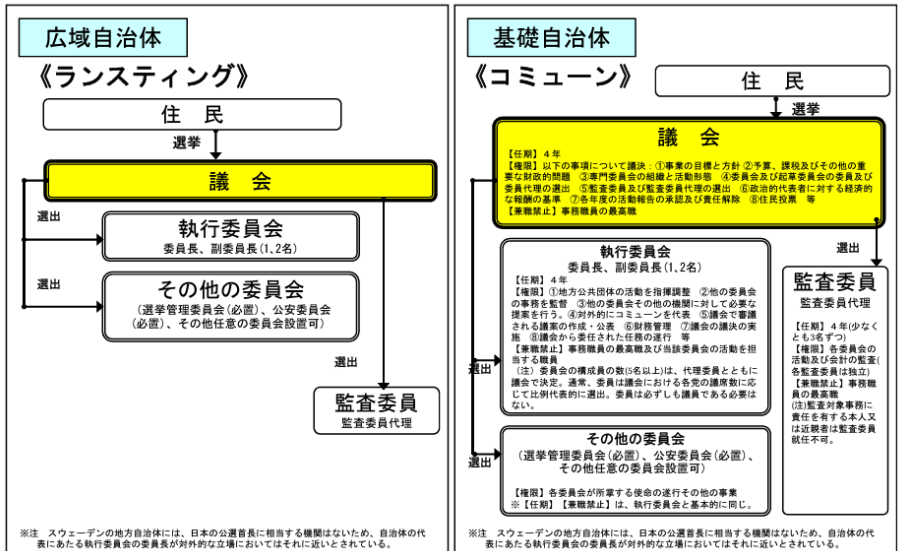 広域自治体
《ランスティング》
住 民
選挙
議 会
選出
執行委員会
委員長、副委員長(1、2名)
選出
その他の委員会
(選挙管理委員会(必置)、公安委員会
(必置)、その他任意の委員会設置可)
選出
監査委員
監査委員代理
※注 スウェーデンの地方自治体には、日本の公選首長に相当する機関はないため、自治体の代
表にあたる執行委員会の委員長が対外的な立場においてはそれに近いとされている。
基礎自治体
《コミューン》
住 民
選挙
議 会
【任期】４年
【権限】以下の事項について議決：①事業の目標と方針 ②予算、課税及びその他の重
要な財政的問題 ③専門委員会の組織と活動形態 ④委員会及び起草委員会の委員及び
委員代理の選出 ⑤監査委員及び監査委員代理の選出 ⑥政治的代表者に対する経済的
な報酬の基準 ⑦各年度の活動報告の承認及び責任解除 ⑧住民投票 等
【兼職禁止】事務職員の最高職
選出
執行委員会
委員長、副委員長(1、2名)
【任期】４年
【権限】①地方公共団体の活動を指揮調整 ②他の委員会
の事務を監督 ③他の委員会その他の機関に対して必要な
提案を行う。④対外的にコミューンを代表 ⑤議会で審議
される議案の作成・公表 ⑥財務管理 ⑦議会の議決の実
施 ⑧議会から委任された任務の遂行 等
【兼職禁止】事務職員の最高職及び当該委員会の活動を担
当する職員
（注）委員会の構成員の数(5名以上)は、代理委員とともに
議会で決定。通常、委員は議会における各党の議席数に応
じて比例代表的に選出。委員は必ずしも議員である必要は
ない。
選出
監査委員
監査委員代理
【任期】４年(少なく
とも3名ずつ)
【権限】各委員会の
活動及び会計の監査(
各監査委員は独立)
【兼職禁止】事務職
員の最高職
(注)監査対象事務に
責任を有する本人又
は近親者は監査委員
就任不可。
選出
その他の委員会
(選挙管理委員会(必置)、公安委員会(必置)、
その他任意の委員会設置可)
【権限】各委員会が所掌する使命の遂行その他の事業
※【任期】【兼職禁止】は、執行委員会と基本的に同じ。
※注 スウェーデンの地方自治体には、日本の公選首長に相当する機関はないため、自治体の代
表にあたる執行委員会の委員長が対外的な立場においてはそれに近いとされている。